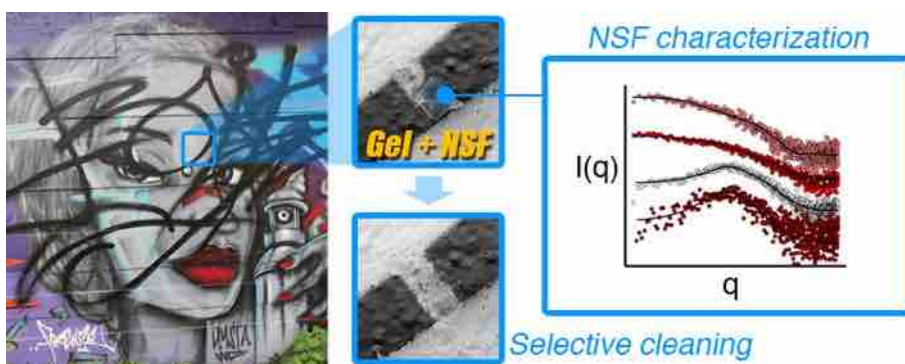 NSF characterization
Gel + NSF
I(q)
q
Selective cleaning